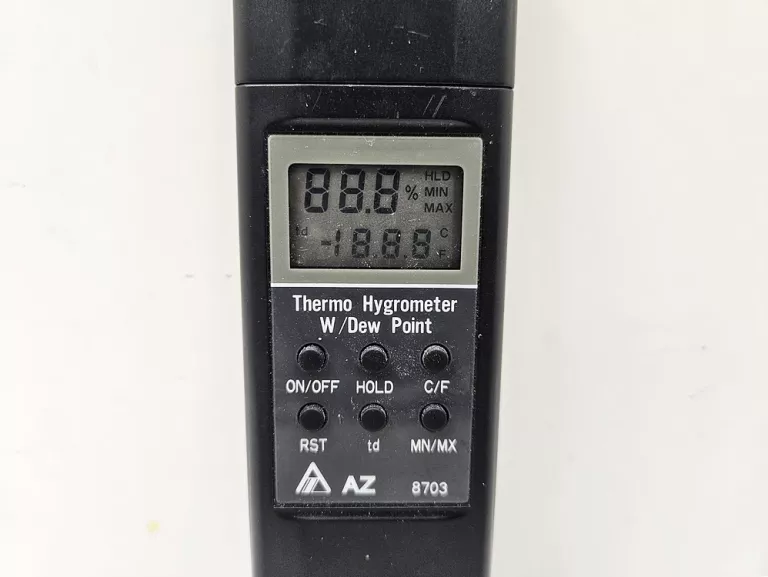 88.8 % HLD
MIN
MAX
td -188.8 C
F
Thermo Hygrometer
W/Dew Point
ON/OFF HOLD C/F
RST td MN/MX
AZ 8703